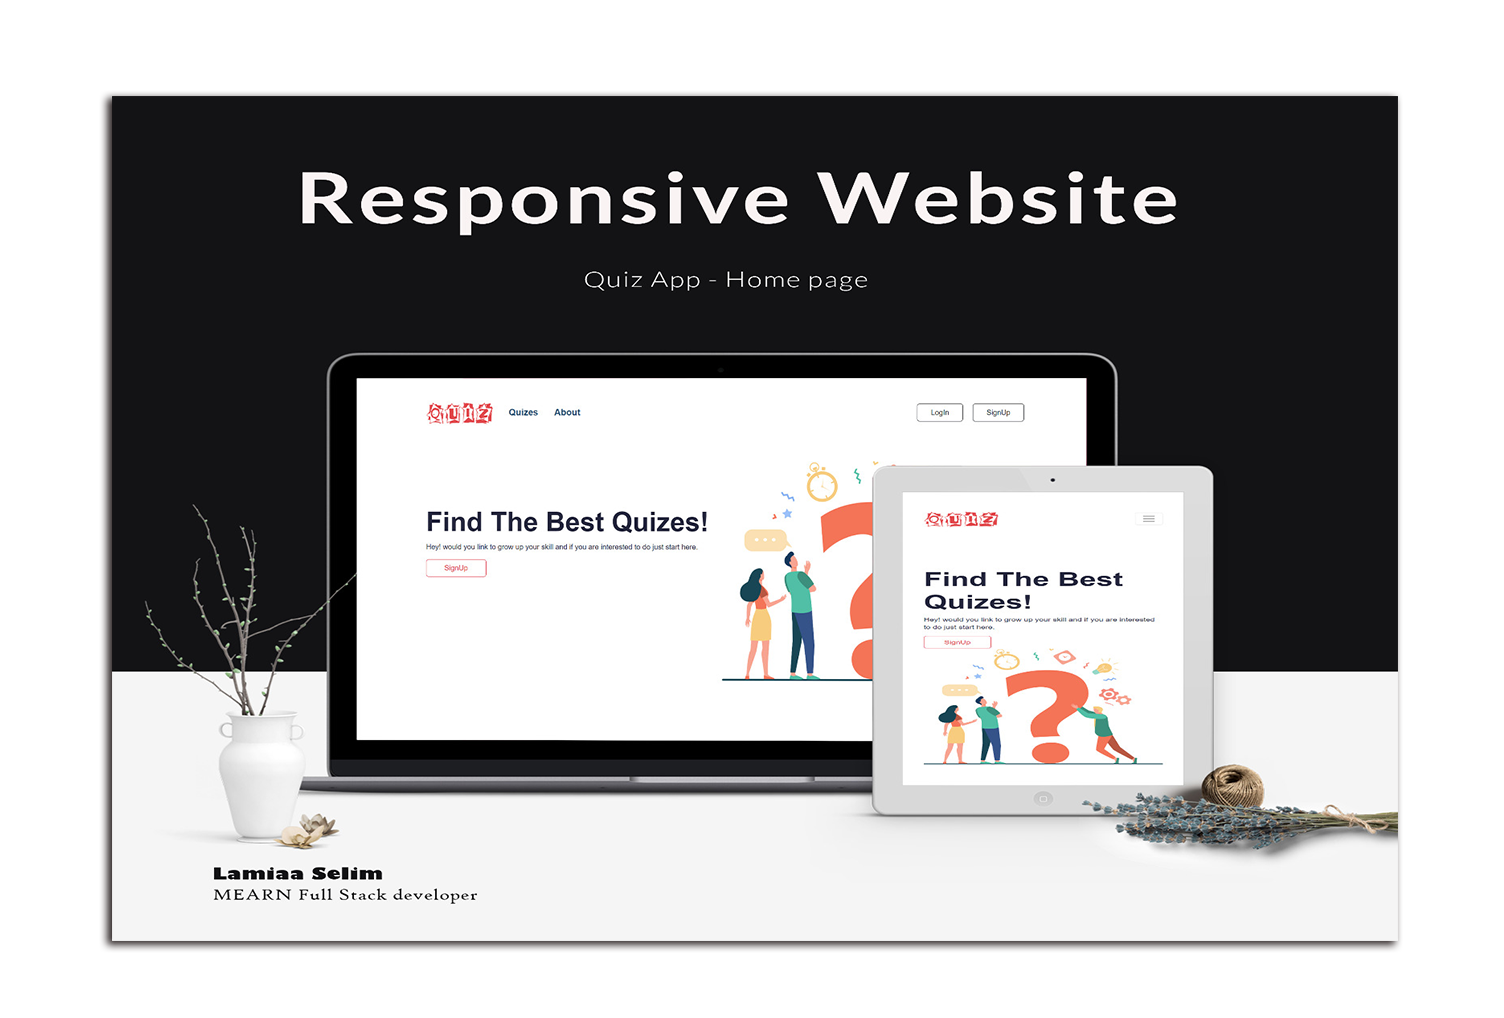 Responsive Website
Quiz App - Home page
QUIZ Quizes About LogIn SignUp
Find The Best Quizes!
Hey! would you link to grow up your skill and if you are interested to do just start here.
SignUp
QUIZ
Find The Best
Quizes!
Hey! would you link to grow up your skill and if you are interested
to do just start here.
SignUp
Lamiaa Selim
MEARN Full Stack developer